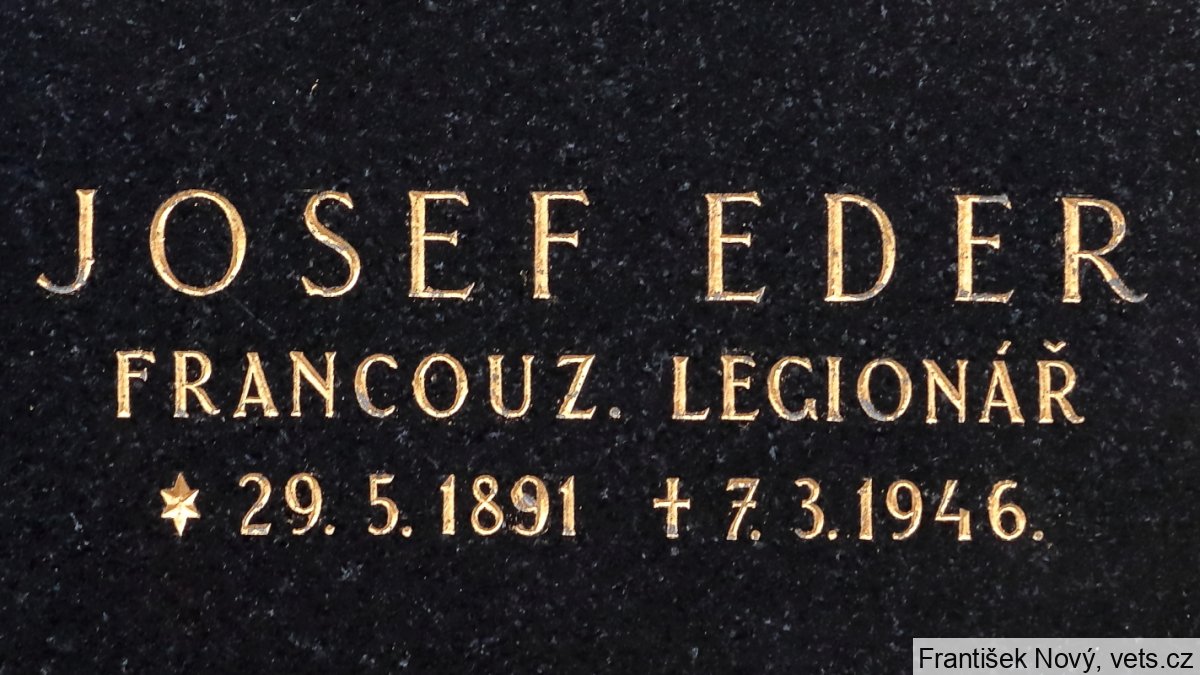 JOSEF EDER
FRANCOUZ. LEGIONÁŘ
* 29. 5. 1891 † 7. 3. 1946.
František Nový, vets.cz